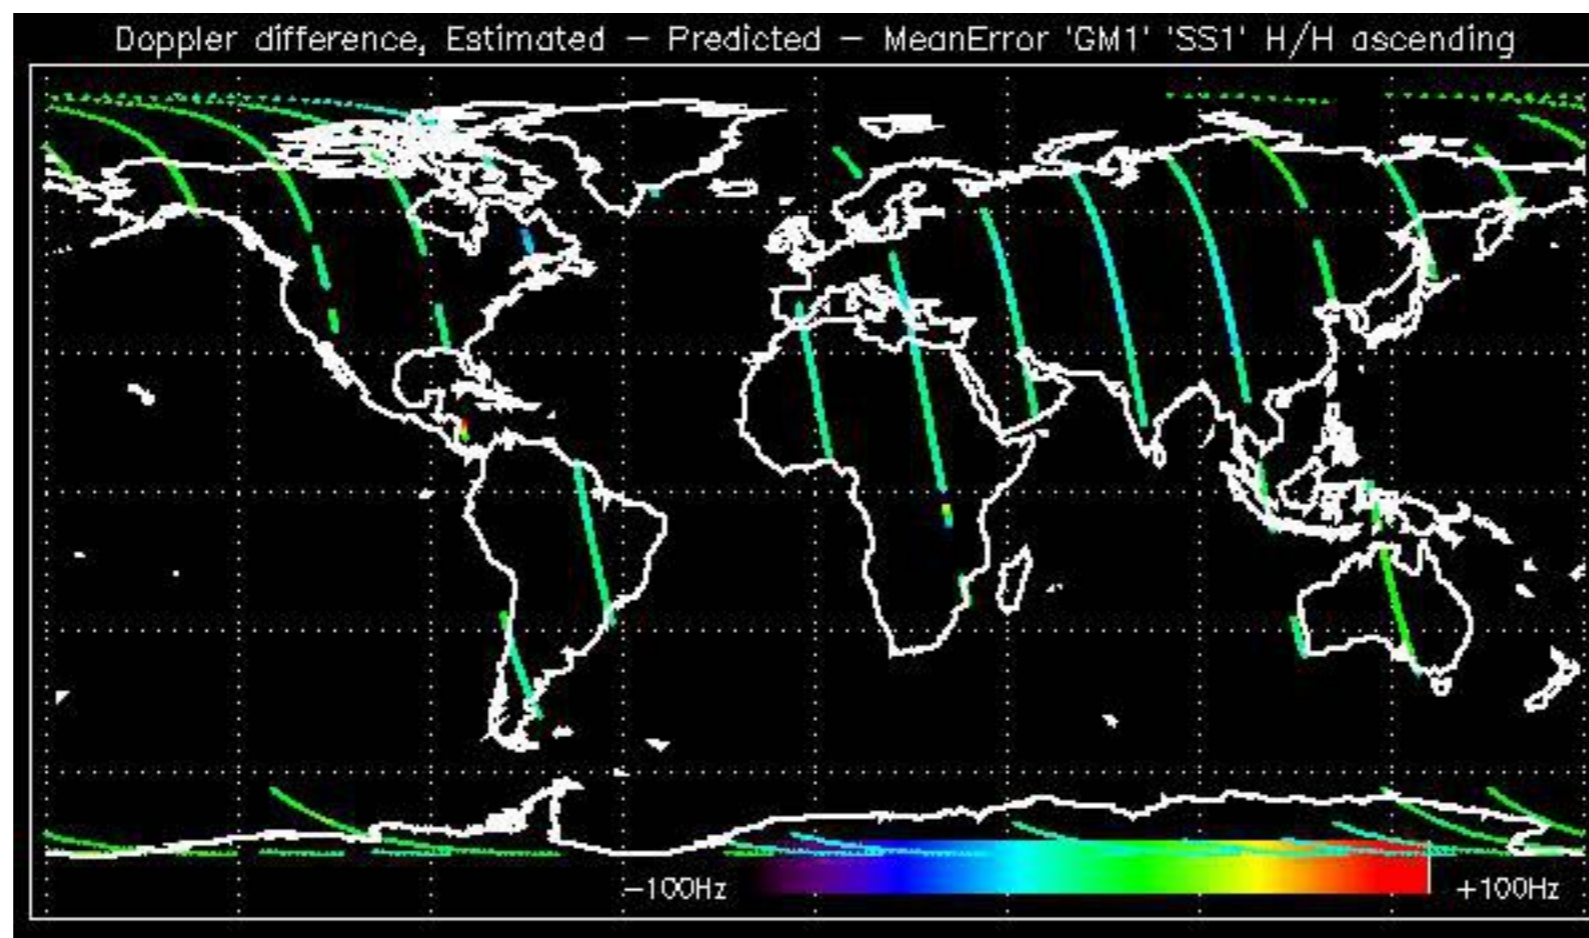 Doppler difference, Estimated – Predicted – MeanError 'GM1' 'SS1' H/H ascending
–100Hz +100Hz